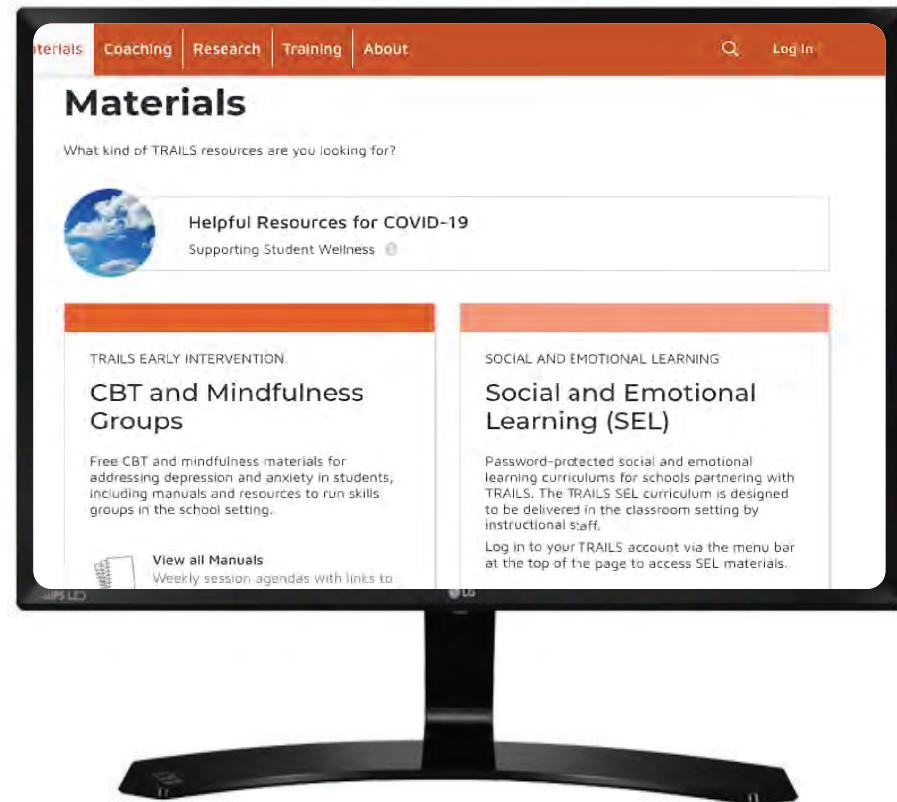 terials Coaching Research Training About Log In
Materials
What kind of TRAILS resources are you looking for?
Helpful Resources for COVID-19
Supporting Student Wellness
TRAILS EARLY INTERVENTION
CBT and Mindfulness
Groups
Free CBT and mindfulness materials for
addressing depression and anxiety in students,
including manuals and resources to run skills
groups in the school setting.
View all Manuals
Weekly session agendas with links to
SOCIAL AND EMOTIONAL LEARNING
Social and Emotional
Learning (SEL)
Password-protected social and emotional
learning curriculums for schools partnering with
TRAILS. The TRAILS SEL curriculum is designed
to be delivered in the classroom setting by
instructional staff.
Log in to your TRAILS account via the menu bar
at the top of the page to access SEL materials.
LG